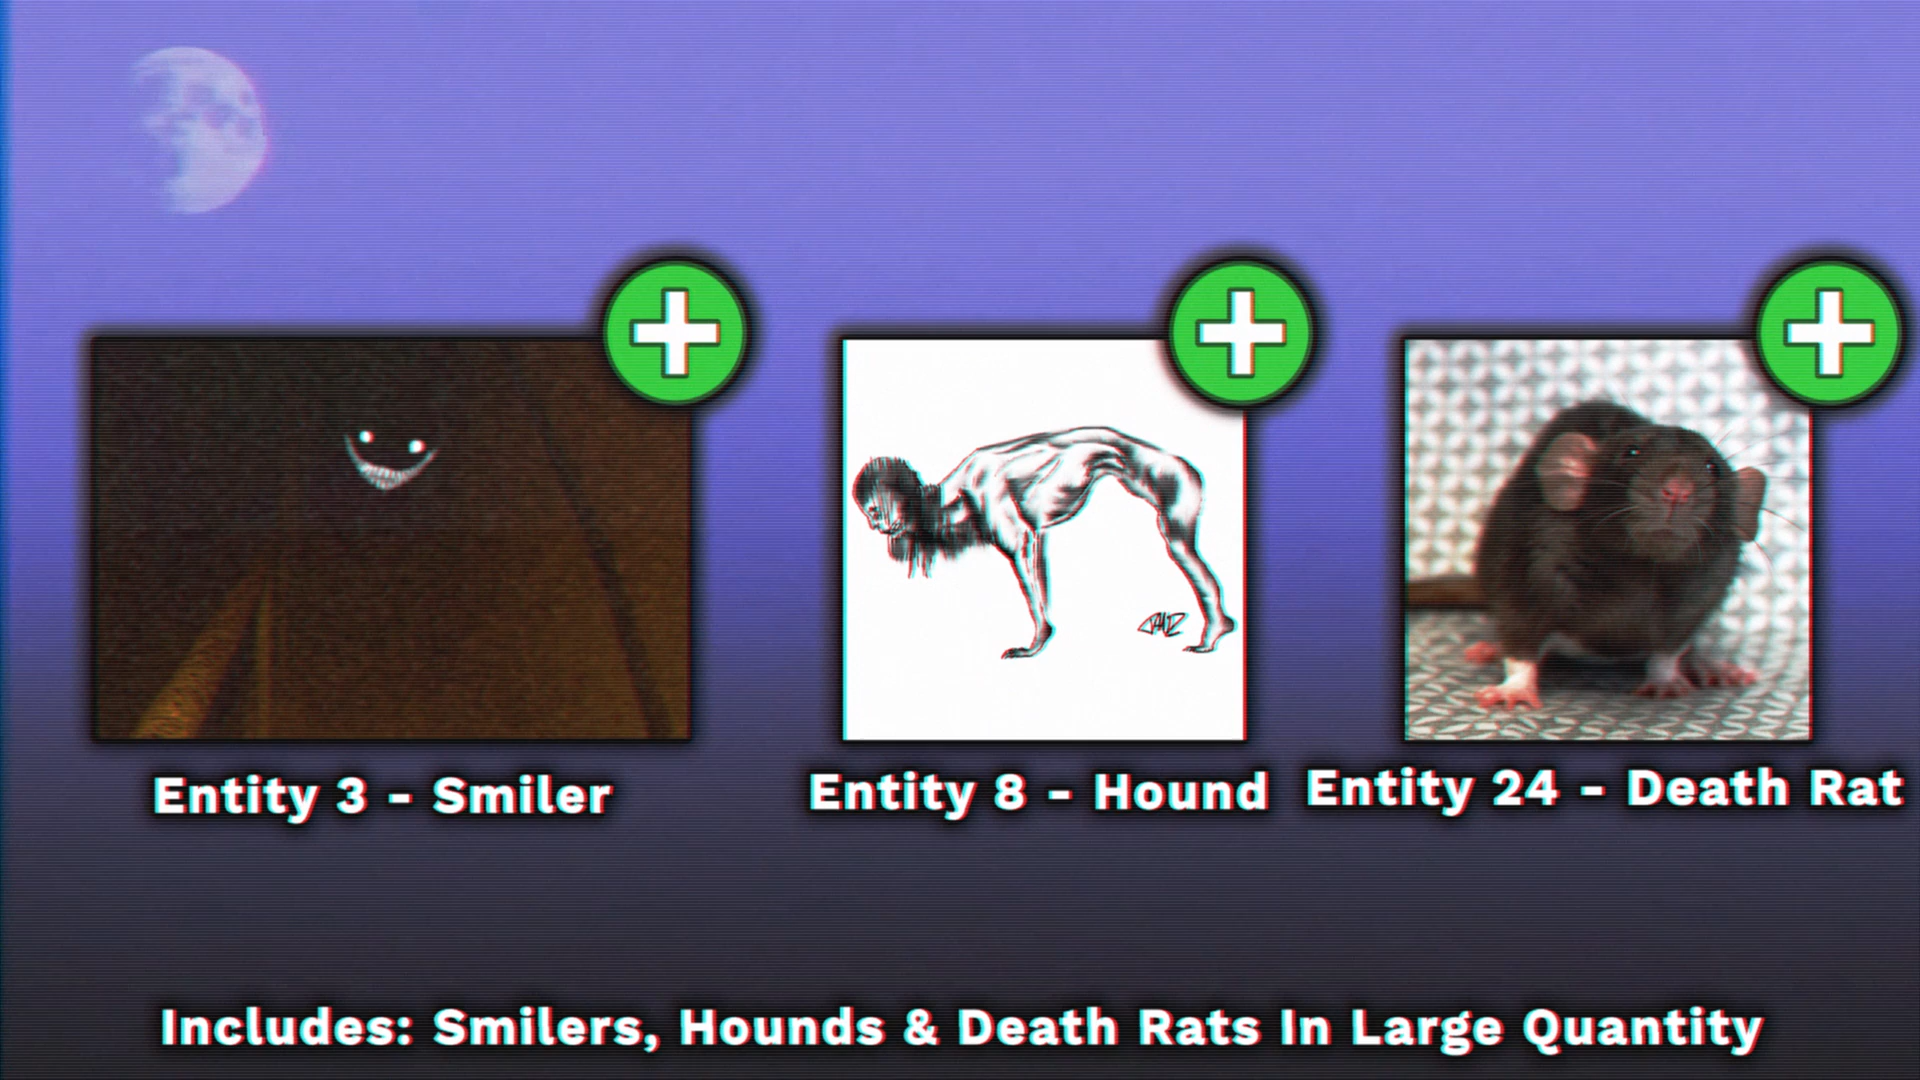 Entity 3 - Smiler
Entity 8 - Hound
Entity 24 - Death Rat
Includes: Smilers, Hounds & Death Rats In Large Quantity